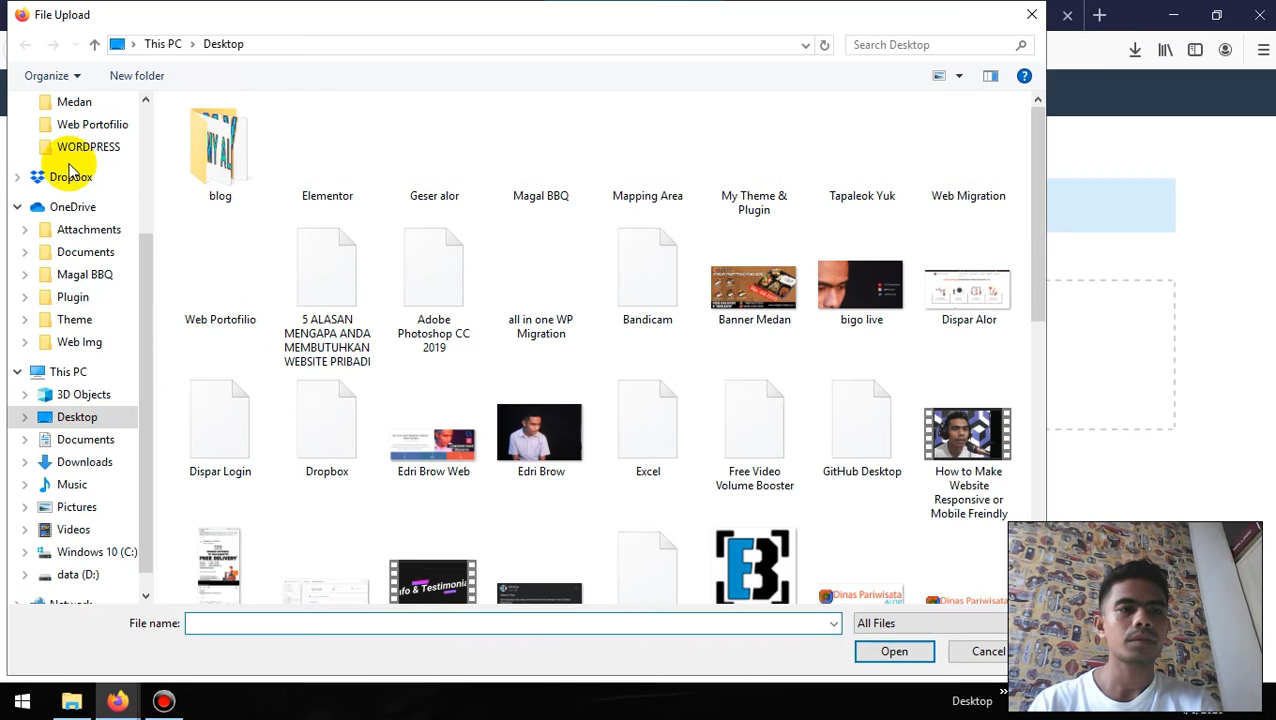 File Upload
This PC
Desktop
Search Desktop
Organize
New folder
Medan
Web Portofilio
WORDPRESS
Dropbox
OneDrive
Attachments
Documents
Magal BBQ
Plugin
Theme
Web Img
This PC
3D Objects
Desktop
Documents
Downloads
Music
Pictures
Videos
Windows 10 (C:)
data (D:)
blog
Elementor
Geser alor
Magal BBQ
Mapping Area
My Theme &
Plugin
Tapaleok Yuk
Web Migration
Web Portofilio
5 ALASAN
MENGAPA ANDA
MEMBUTUHKAN
WEBSITE PRIBADI
Adobe
Photoshop CC
2019
all in one WP
Migration
Bandicam
Banner Medan
bigo live
Dispar Alor
Dispar Login
Dropbox
Edri Brow Web
Edri Brow
Excel
Free Video
Volume Booster
GitHub Desktop
How to Make
Website
Responsive or
Mobile Freindly
FREE DELIVERY
Info & Testimonia
Dinas Pariwisata
Dinas Pariwisata
File name:
All Files
Open
Cancel
Desktop